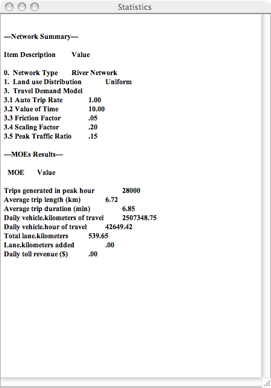 Statistics
---Network Summary---
Item Description Value
0. Network Type River Network
1. Land use Distribution Uniform
3. Travel Demand Model
3.1 Auto Trip Rate 1.00
3.2 Value of Time 10.00
3.3 Friction Factor .05
3.4 Scaling Factor .20
3.5 Peak Traffic Ratio .15
---MOEs Results---
MOE Value
Trips generated in peak hour 28000
Average trip length (km) 6.72
Average trip duration (min) 6.85
Daily vehicle.kilometers of travel 2507348.75
Daily vehicle.hour of travel 42649.42
Total lane.kilometers 539.65
Lane.kilometers added .00
Daily toll revenue ($) .00